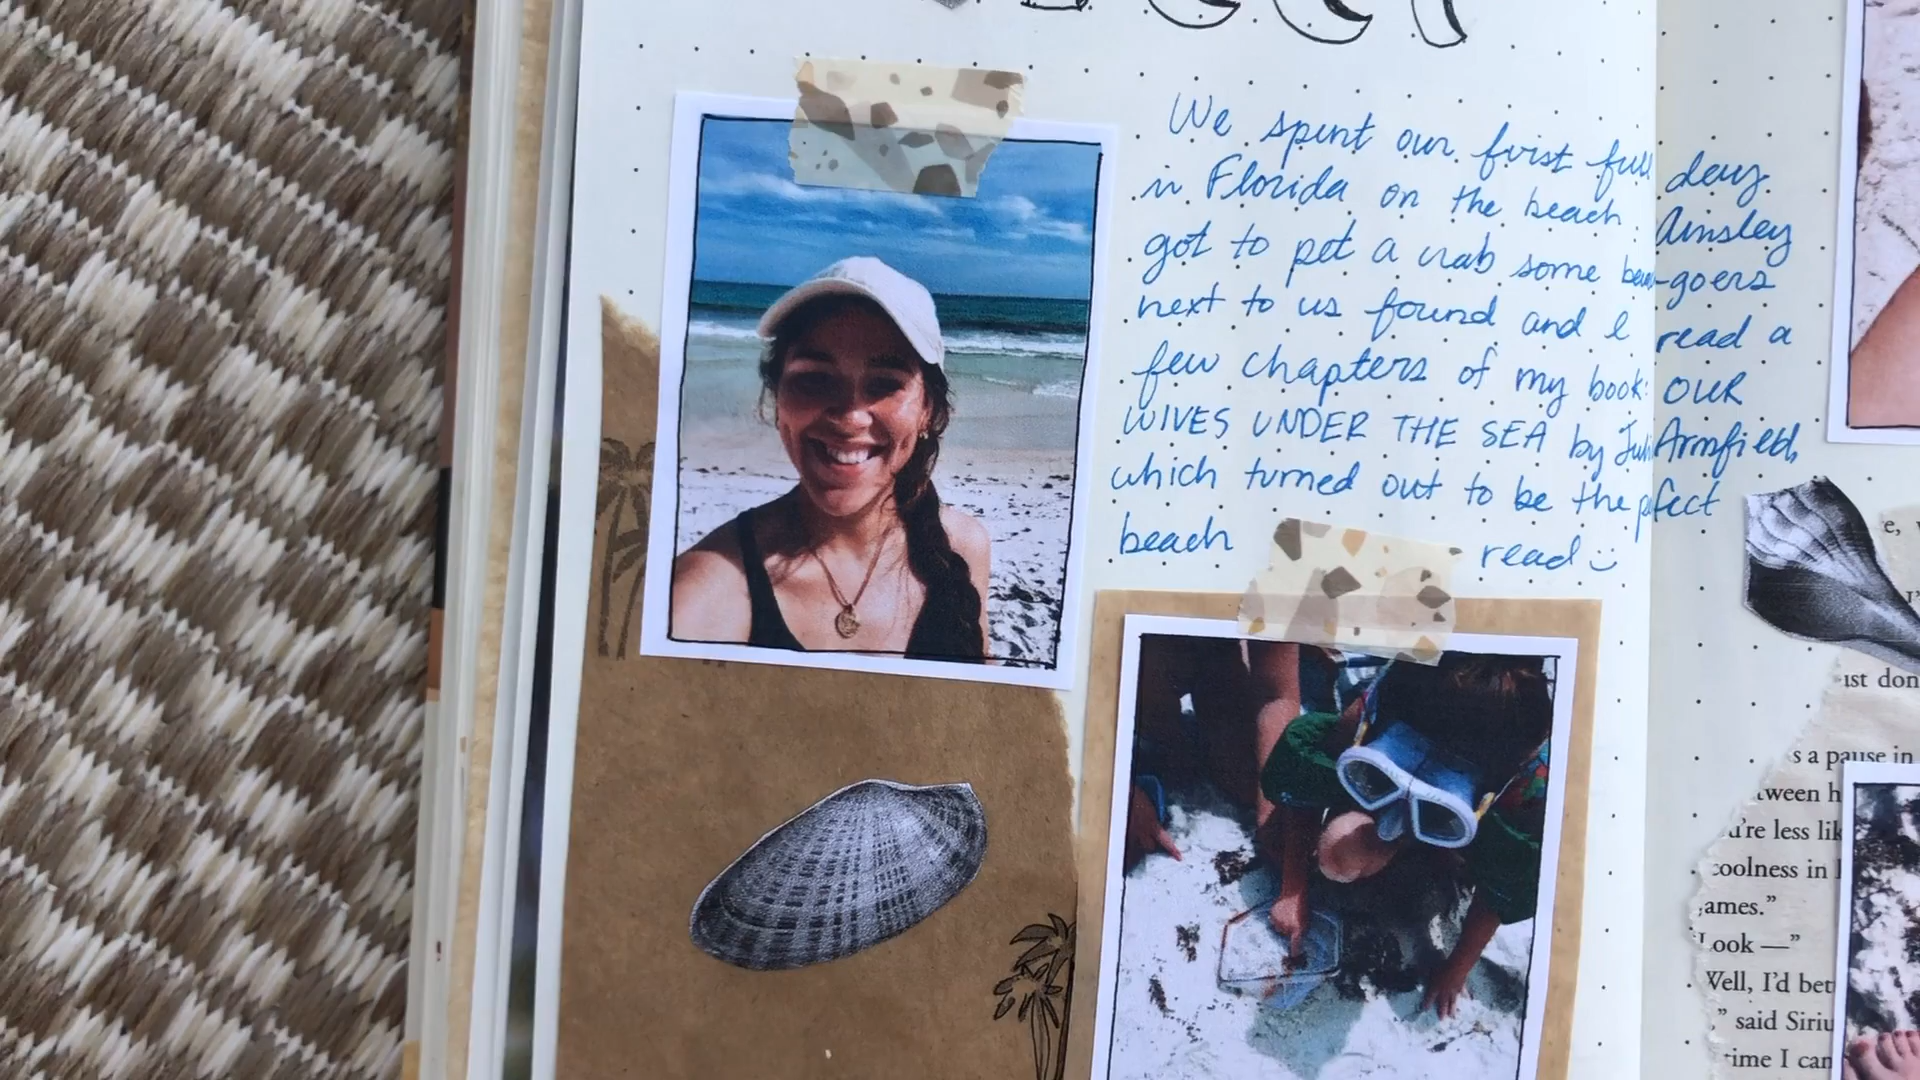 We spent our first full day
in Florida on the beach. Ainsley
got to pet a crab some beach-goers
next to us found and I read a
few chapters of my book: OUR
WIVES UNDER THE SEA by Julia Armfield,
which turned out to be the perfect
beach read
e,
ust don
s a pause in
tween h
're less lik
coolness in
ames.”
Look —”
Well, I'd bet
,” said Siriu
time I can